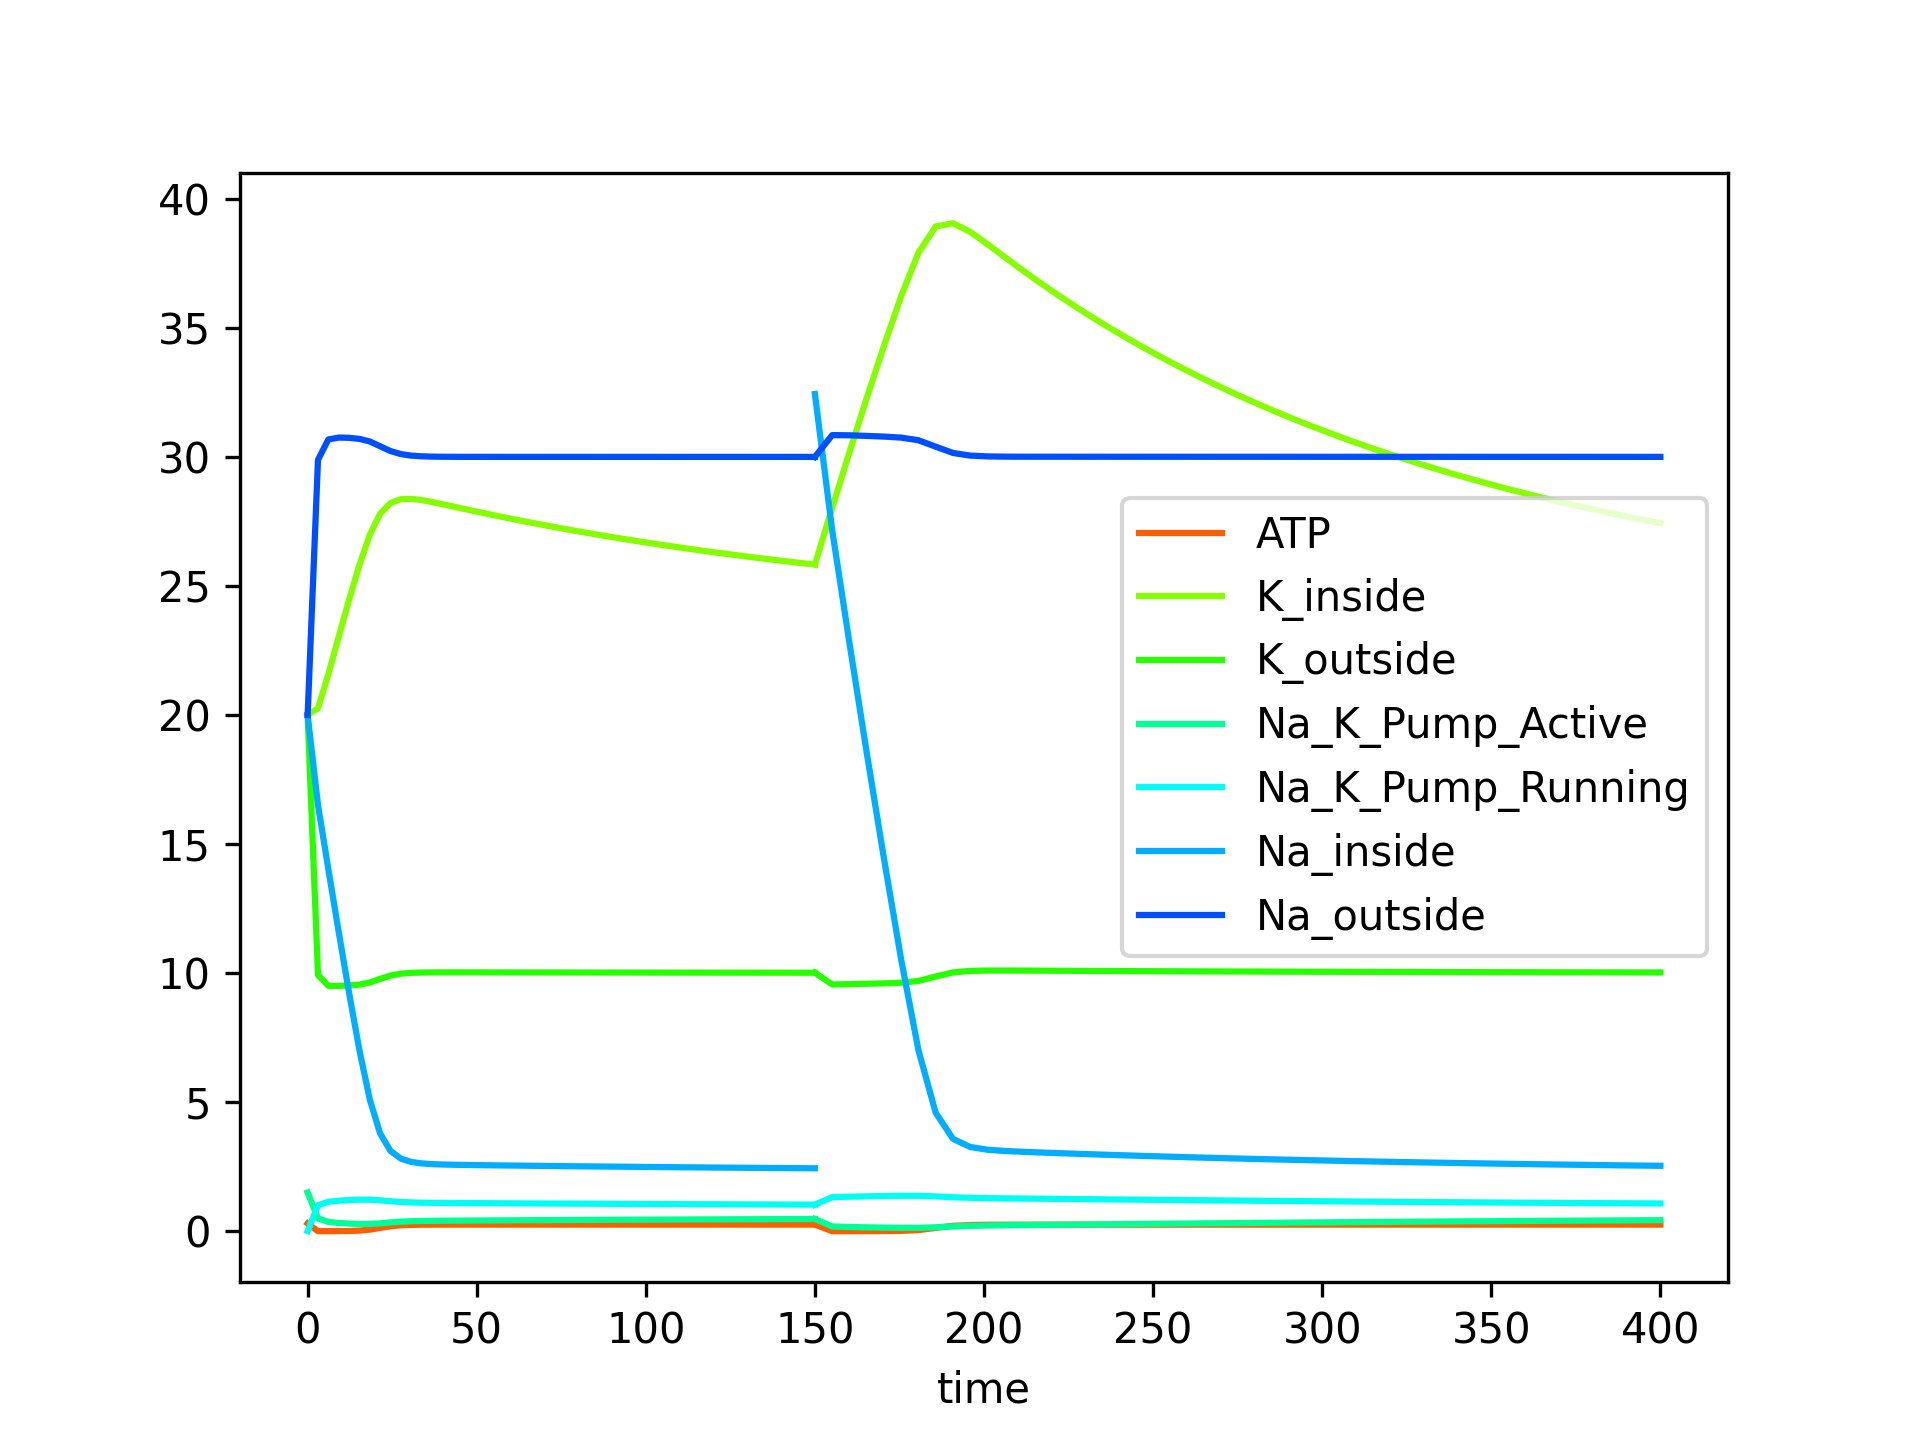 40
35
30
25
20
15
10
5
0
0 50 100 150 200 250 300 350 400
time
ATP
K_inside
K_outside
Na_K_Pump_Active
Na_K_Pump_Running
Na_inside
Na_outside